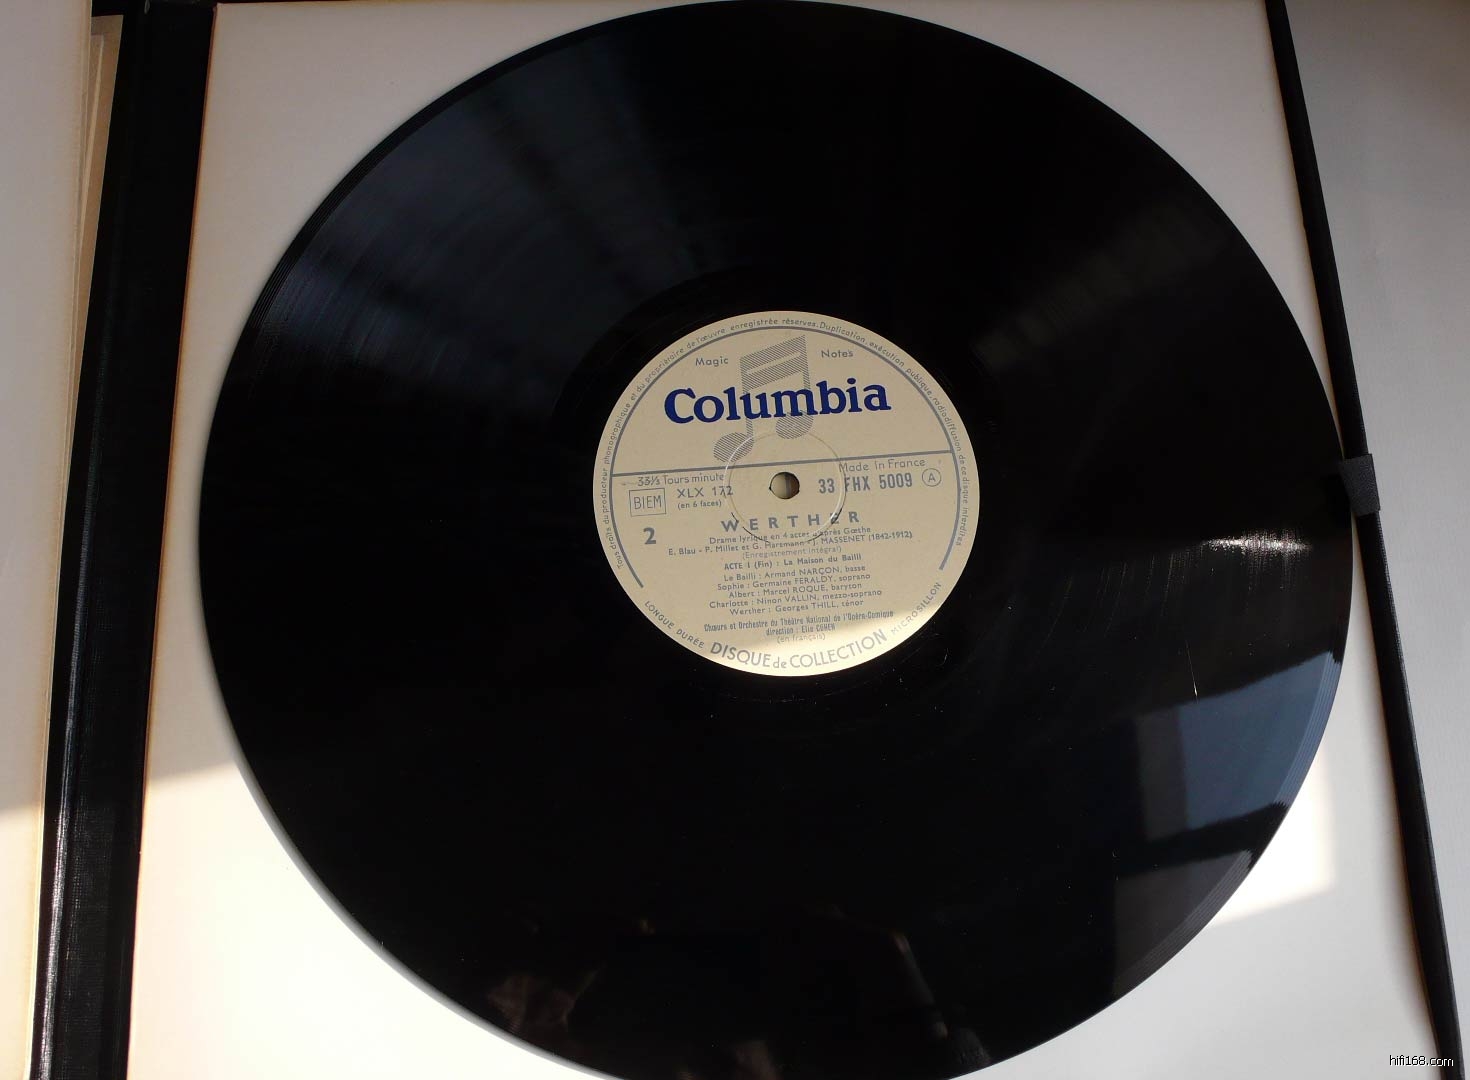 Tous droits du producteur phonographique et du propriétaire de l'œuvre enregistrée réservés. Duplication exécution publique, radiodiffusion de ce disque interdites
Magic Notes
Columbia
33⅓ Tours minute Made in France
BIEM XLX 172 33 FHX 5009 A
(en 6 faces)
2
WERTHER
Drame lyrique en 4 actes d'après Gœthe
E. Blau - P. Millet et G. Hartmann - J. MASSENET (1842-1912)
(Enregistrement intégral)
ACTE I (Fin) : La Maison du Bailli
Le Bailli : Armand NARÇON, basse
Sophie : Germaine FERALDY, soprano
Albert : Marcel ROQUE, baryton
Charlotte : Ninon VALLIN, mezzo-soprano
Werther : Georges THILL, ténor
Chœurs et Orchestre du Théâtre National de l'Opéra-Comique
direction : Elie COHEN
(en français)
LONGUE DURÉE DISQUE de COLLECTION MICROSILLON
hifi168.com